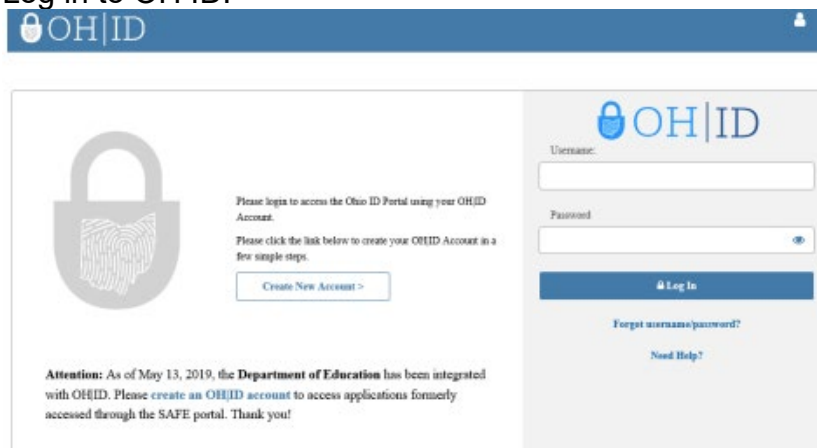 Log in to OH ID.
OH|ID
OH|ID
Username:
Please login to access the Ohio ID Portal using your OH|ID
Account.
Password
Please click the link below to create your OH|ID Account in a
few simple steps.
Create New Account >
Log In
Forgot username/password?
Need Help?
Attention: As of May 13, 2019, the Department of Education has been integrated
with OH|ID. Please create an OH|ID account to access applications formerly
accessed through the SAFE portal. Thank you!